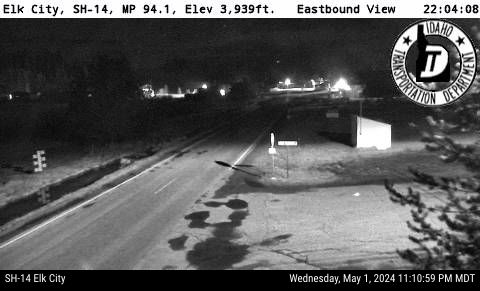 Elk City, SH-14, MP 94.1, Elev 3,939ft. Eastbound View 22:04:08
IDAHO
TRANSPORTATION DEPARTMENT
SH-14 Elk City Wednesday, May 1, 2024 11:10:59 PM MDT